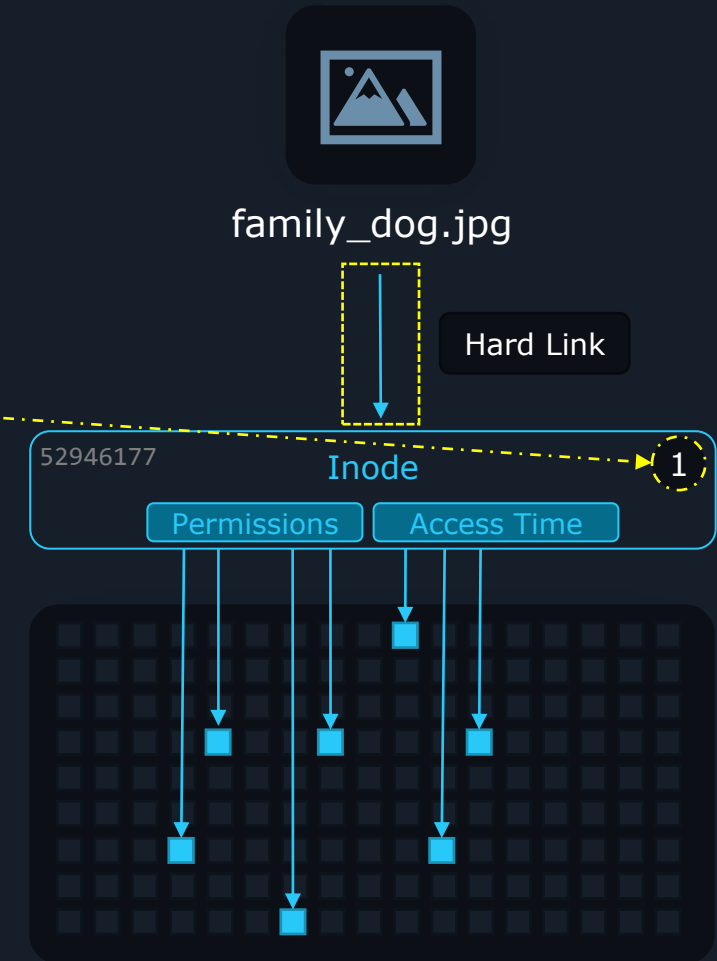 family_dog.jpg
Hard Link
52946177
Inode
1
Permissions
Access Time